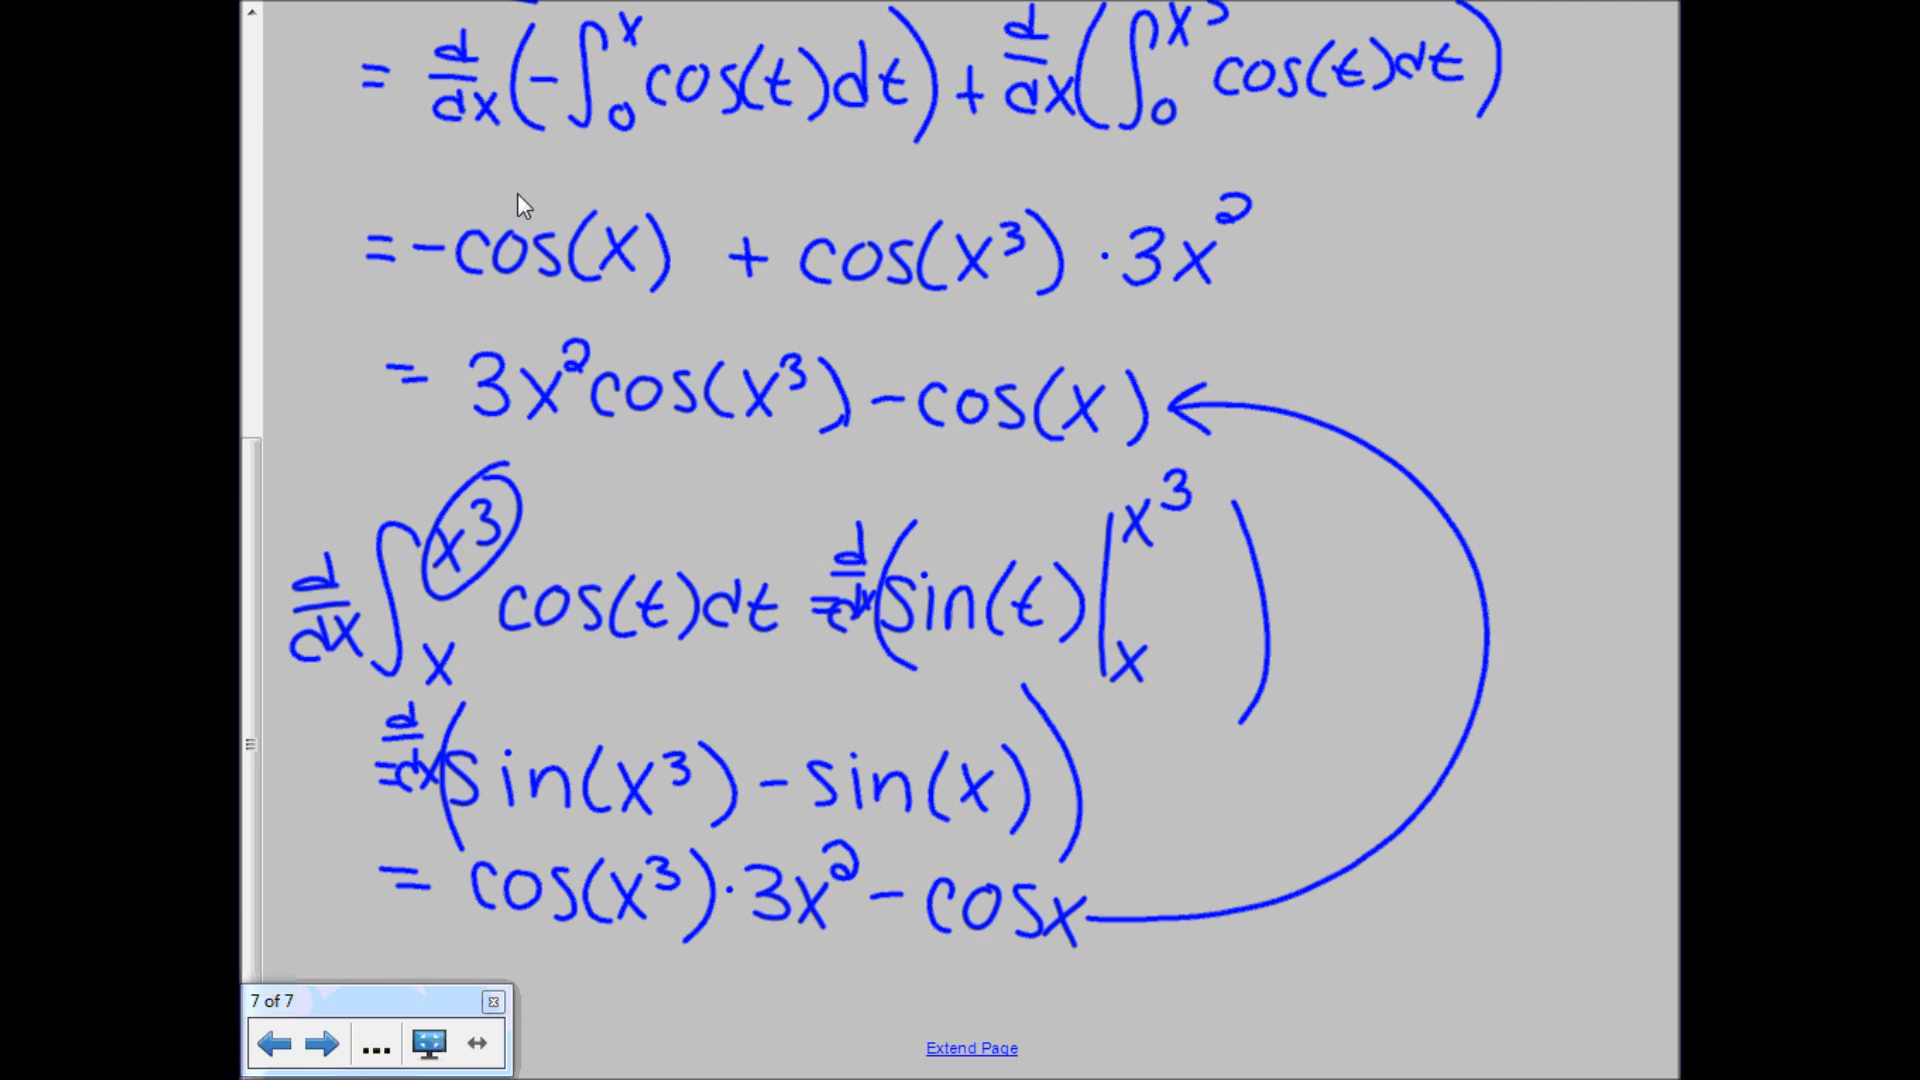 = d/dx(-∫₀ˣ cos(t)dt) + d/dx(∫₀^x³ cos(t)dt)
= -cos(x) + cos(x³) · 3x²
= 3x²cos(x³) - cos(x)
d/dx ∫ₓ^x³ cos(t)dt = d/dx(sin(t)|ₓ^x³)
= d/dx(sin(x³) - sin(x))
= cos(x³) · 3x² - cosx
7 of 7
...
Extend Page